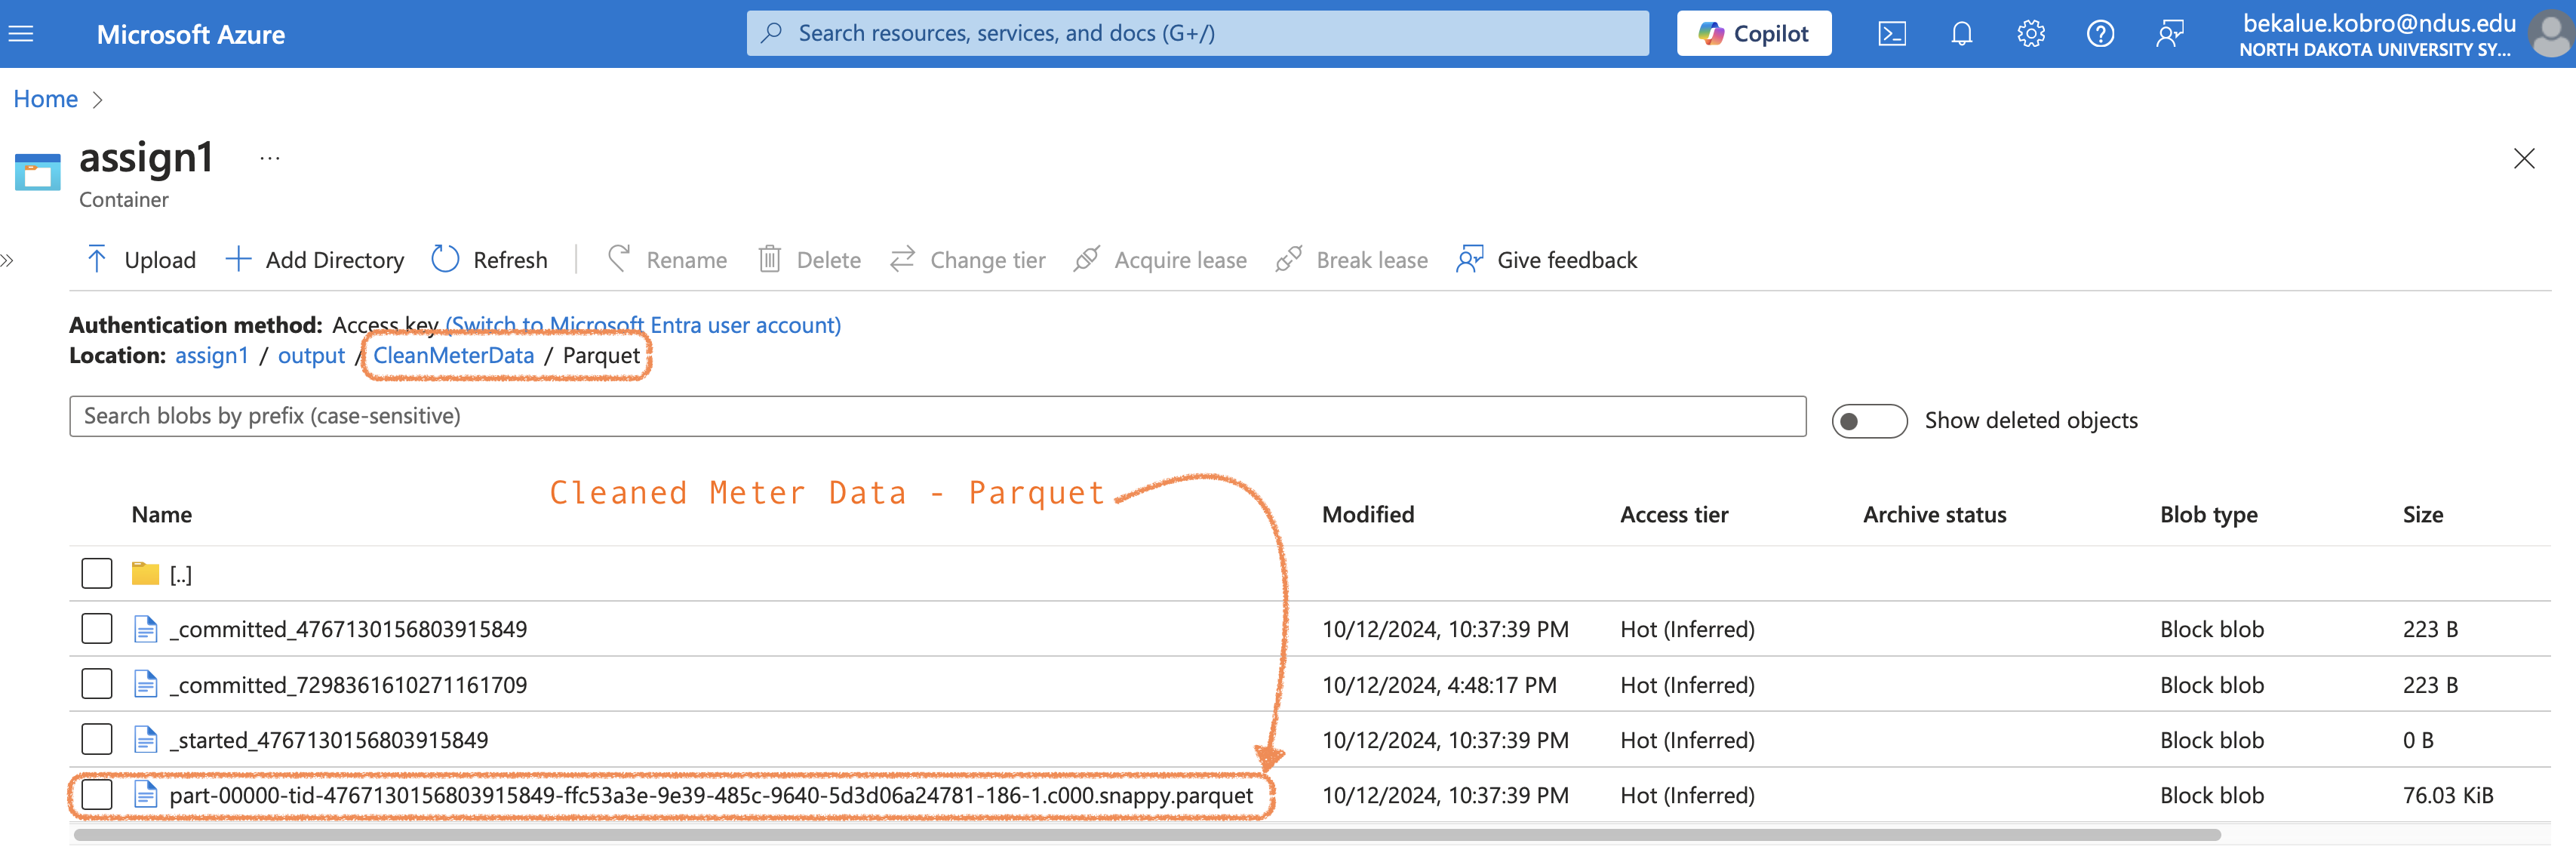 Microsoft Azure
Search resources, services, and docs (G+/)
Copilot
bekalue.kobro@ndus.edu
NORTH DAKOTA UNIVERSITY SY...
Home
assign1 ...
Container
Upload Add Directory Refresh Rename Delete Change tier Acquire lease Break lease Give feedback
Authentication method: Access key (Switch to Microsoft Entra user account)
Location: assign1 / output / CleanMeterData / Parquet
Search blobs by prefix (case-sensitive)
Show deleted objects
Cleaned Meter Data - Parquet
Name Modified Access tier Archive status Blob type Size
[..]
_committed_4767130156803915849 10/12/2024, 10:37:39 PM Hot (Inferred) Block blob 223 B
_committed_7298361610271161709 10/12/2024, 4:48:17 PM Hot (Inferred) Block blob 223 B
_started_4767130156803915849 10/12/2024, 10:37:39 PM Hot (Inferred) Block blob 0 B
part-00000-tid-4767130156803915849-ffc53a3e-9e39-485c-9640-5d3d06a24781-186-1.c000.snappy.parquet 10/12/2024, 10:37:39 PM Hot (Inferred) Block blob 76.03 KiB